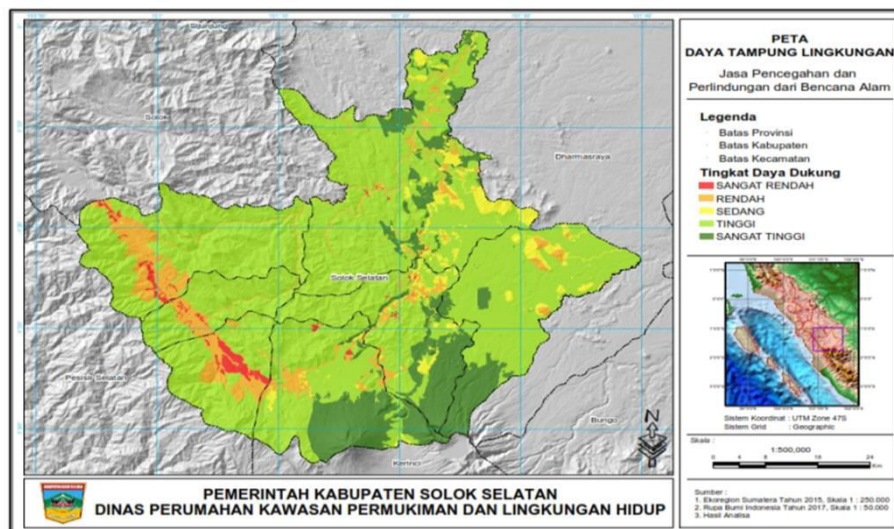 PETA
DAYA TAMPUNG LINGKUNGAN
Jasa Pencegahan dan
Perlindungan dari Bencana Alam
Legenda
Batas Provinsi
Batas Kabupaten
Batas Kecamatan
Tingkat Daya Dukung
SANGAT RENDAH
RENDAH
SEDANG
TINGGI
SANGAT TINGGI
Sijunjung
Solok
Dharmasraya
Solok Selatan
Pesisir Selatan
Bungo
Kerinci
Sistem Koordinat : UTM Zone 47S
Sistem Grid : Geographic
N
Skala :
1:500,000
0 4 8 12 16 24
Km
Sumber :
1. Ekoregion Sumatera Tahun 2015, Skala 1 : 250.000
2. Rupa Bumi Indonesia Tahun 2017, Skala 1 : 50.000
3. Hasil Analisa
PEMERINTAH KABUPATEN SOLOK SELATAN
DINAS PERUMAHAN KAWASAN PERMUKIMAN DAN LINGKUNGAN HIDUP